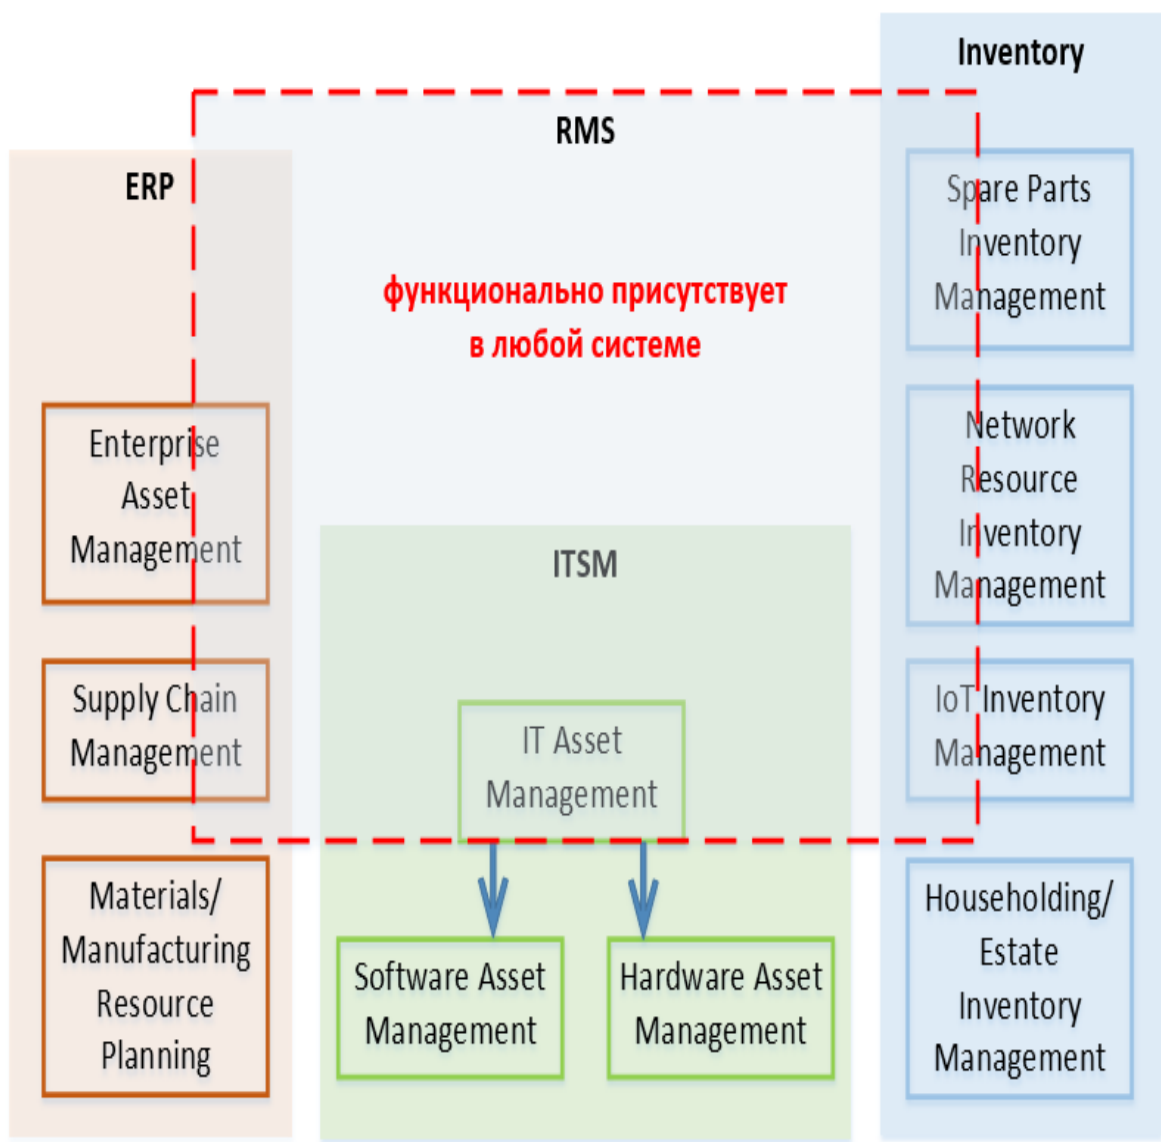 Inventory
RMS
ERP
функционально присутствует
в любой системе
Enterprise
Asset
Management
Supply Chain
Management
Materials/
Manufacturing
Resource
Planning
ITSM
IT Asset
Management
Software Asset
Management
Hardware Asset
Management
Spare Parts
Inventory
Management
Network
Resource
Inventory
Management
IoT Inventory
Management
Householding/
Estate
Inventory
Management